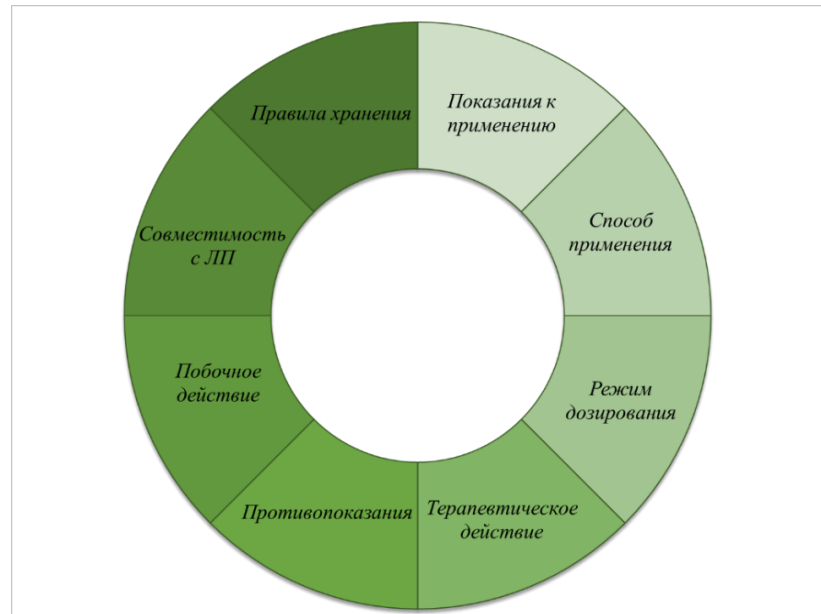 Показания к
применению
Способ
применения
Режим
дозирования
Терапевтическое
действие
Противопоказания
Побочное
действие
Совместимость
с ЛП
Правила хранения